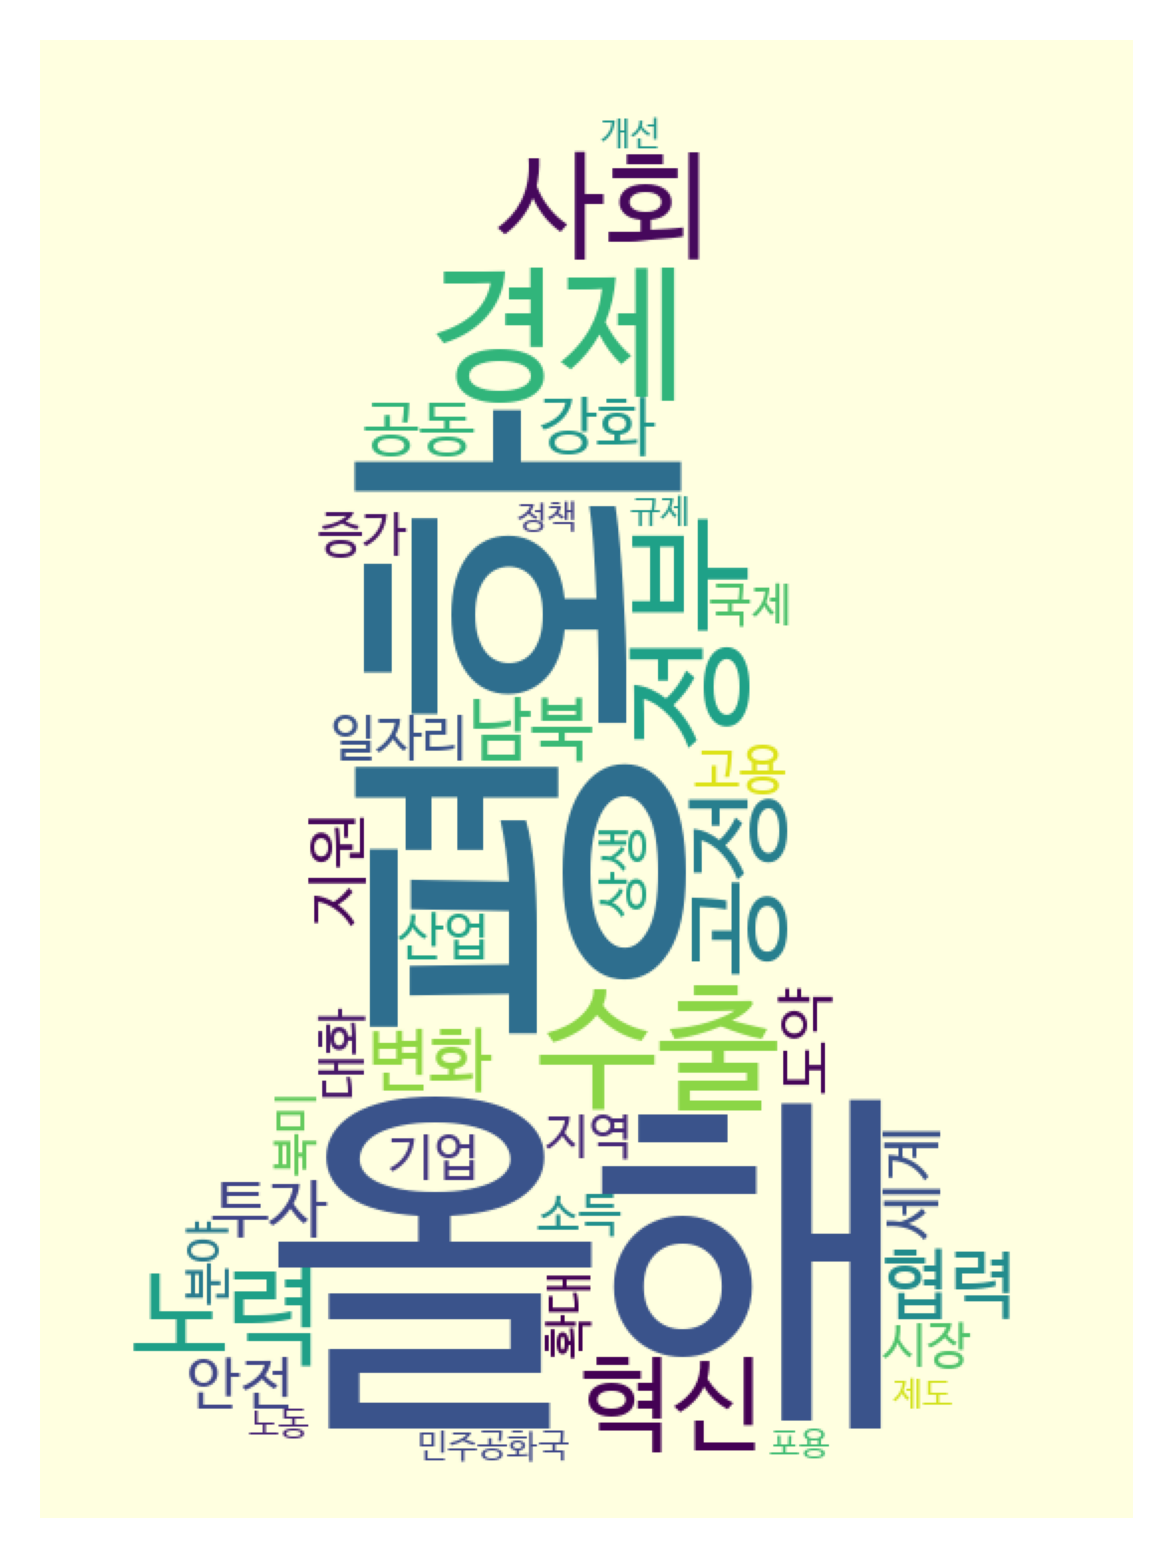 개선
사회
경제
공동
강화
평화
증가
정책
규제
정부
국제
일자리
남북
고용
지원
상생
공정
산업
수출
도약
대화
변화
북미
올해
기업
지역
세계
투자
소득
분야
노력
확대
협력
안전
혁신
시장
제도
노동
민주공화국
포용